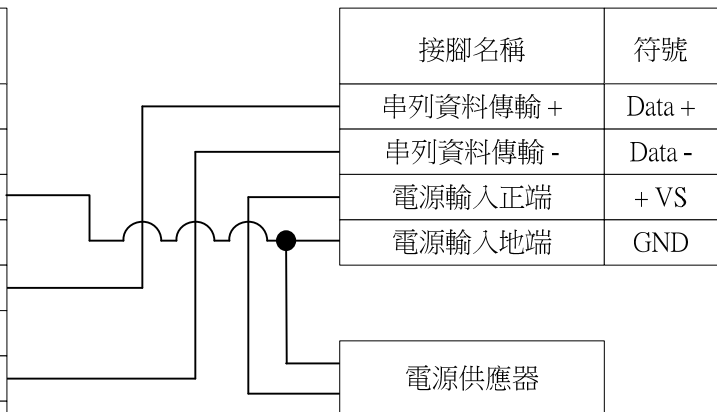 接腳名稱 符號
串列資料傳輸 + Data +
串列資料傳輸 - Data -
電源輸入正端 + VS
電源輸入地端 GND
電源供應器